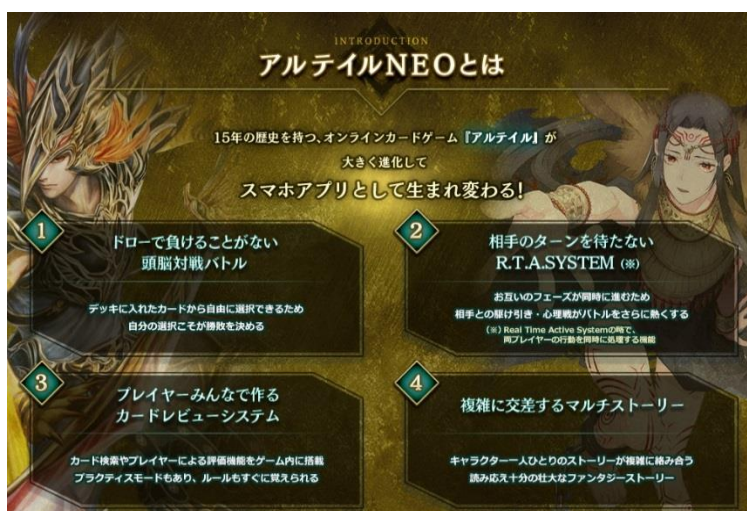 INTRODUCTION
アルテイルNEOとは
15年の歴史を持つ、オンラインカードゲーム『アルテイル』が
大きく進化して
スマホアプリとして生まれ変わる!
1
ドローで負けることがない
頭脳対戦バトル
デッキに入れたカードから自由に選択できるため
自分の選択こそが勝敗を決める
2
相手のターンを待たない
R.T.A.SYSTEM (※)
お互いのフェーズが同時に進むため
相手との駆け引き・心理戦がバトルをさらに熱くする
(※) Real Time Active Systemの略で、
両プレイヤーの行動を同時に処理する機能
3
プレイヤーみんなで作る
カードレビューシステム
カード検索やプレイヤーによる評価機能をゲーム内に搭載
プラクティスモードもあり、ルールもすぐに覚えられる
4
複雑に交差するマルチストーリー
キャラクター一人ひとりのストーリーが複雑に絡み合う
読み応え十分の壮大なファンタジーストーリー